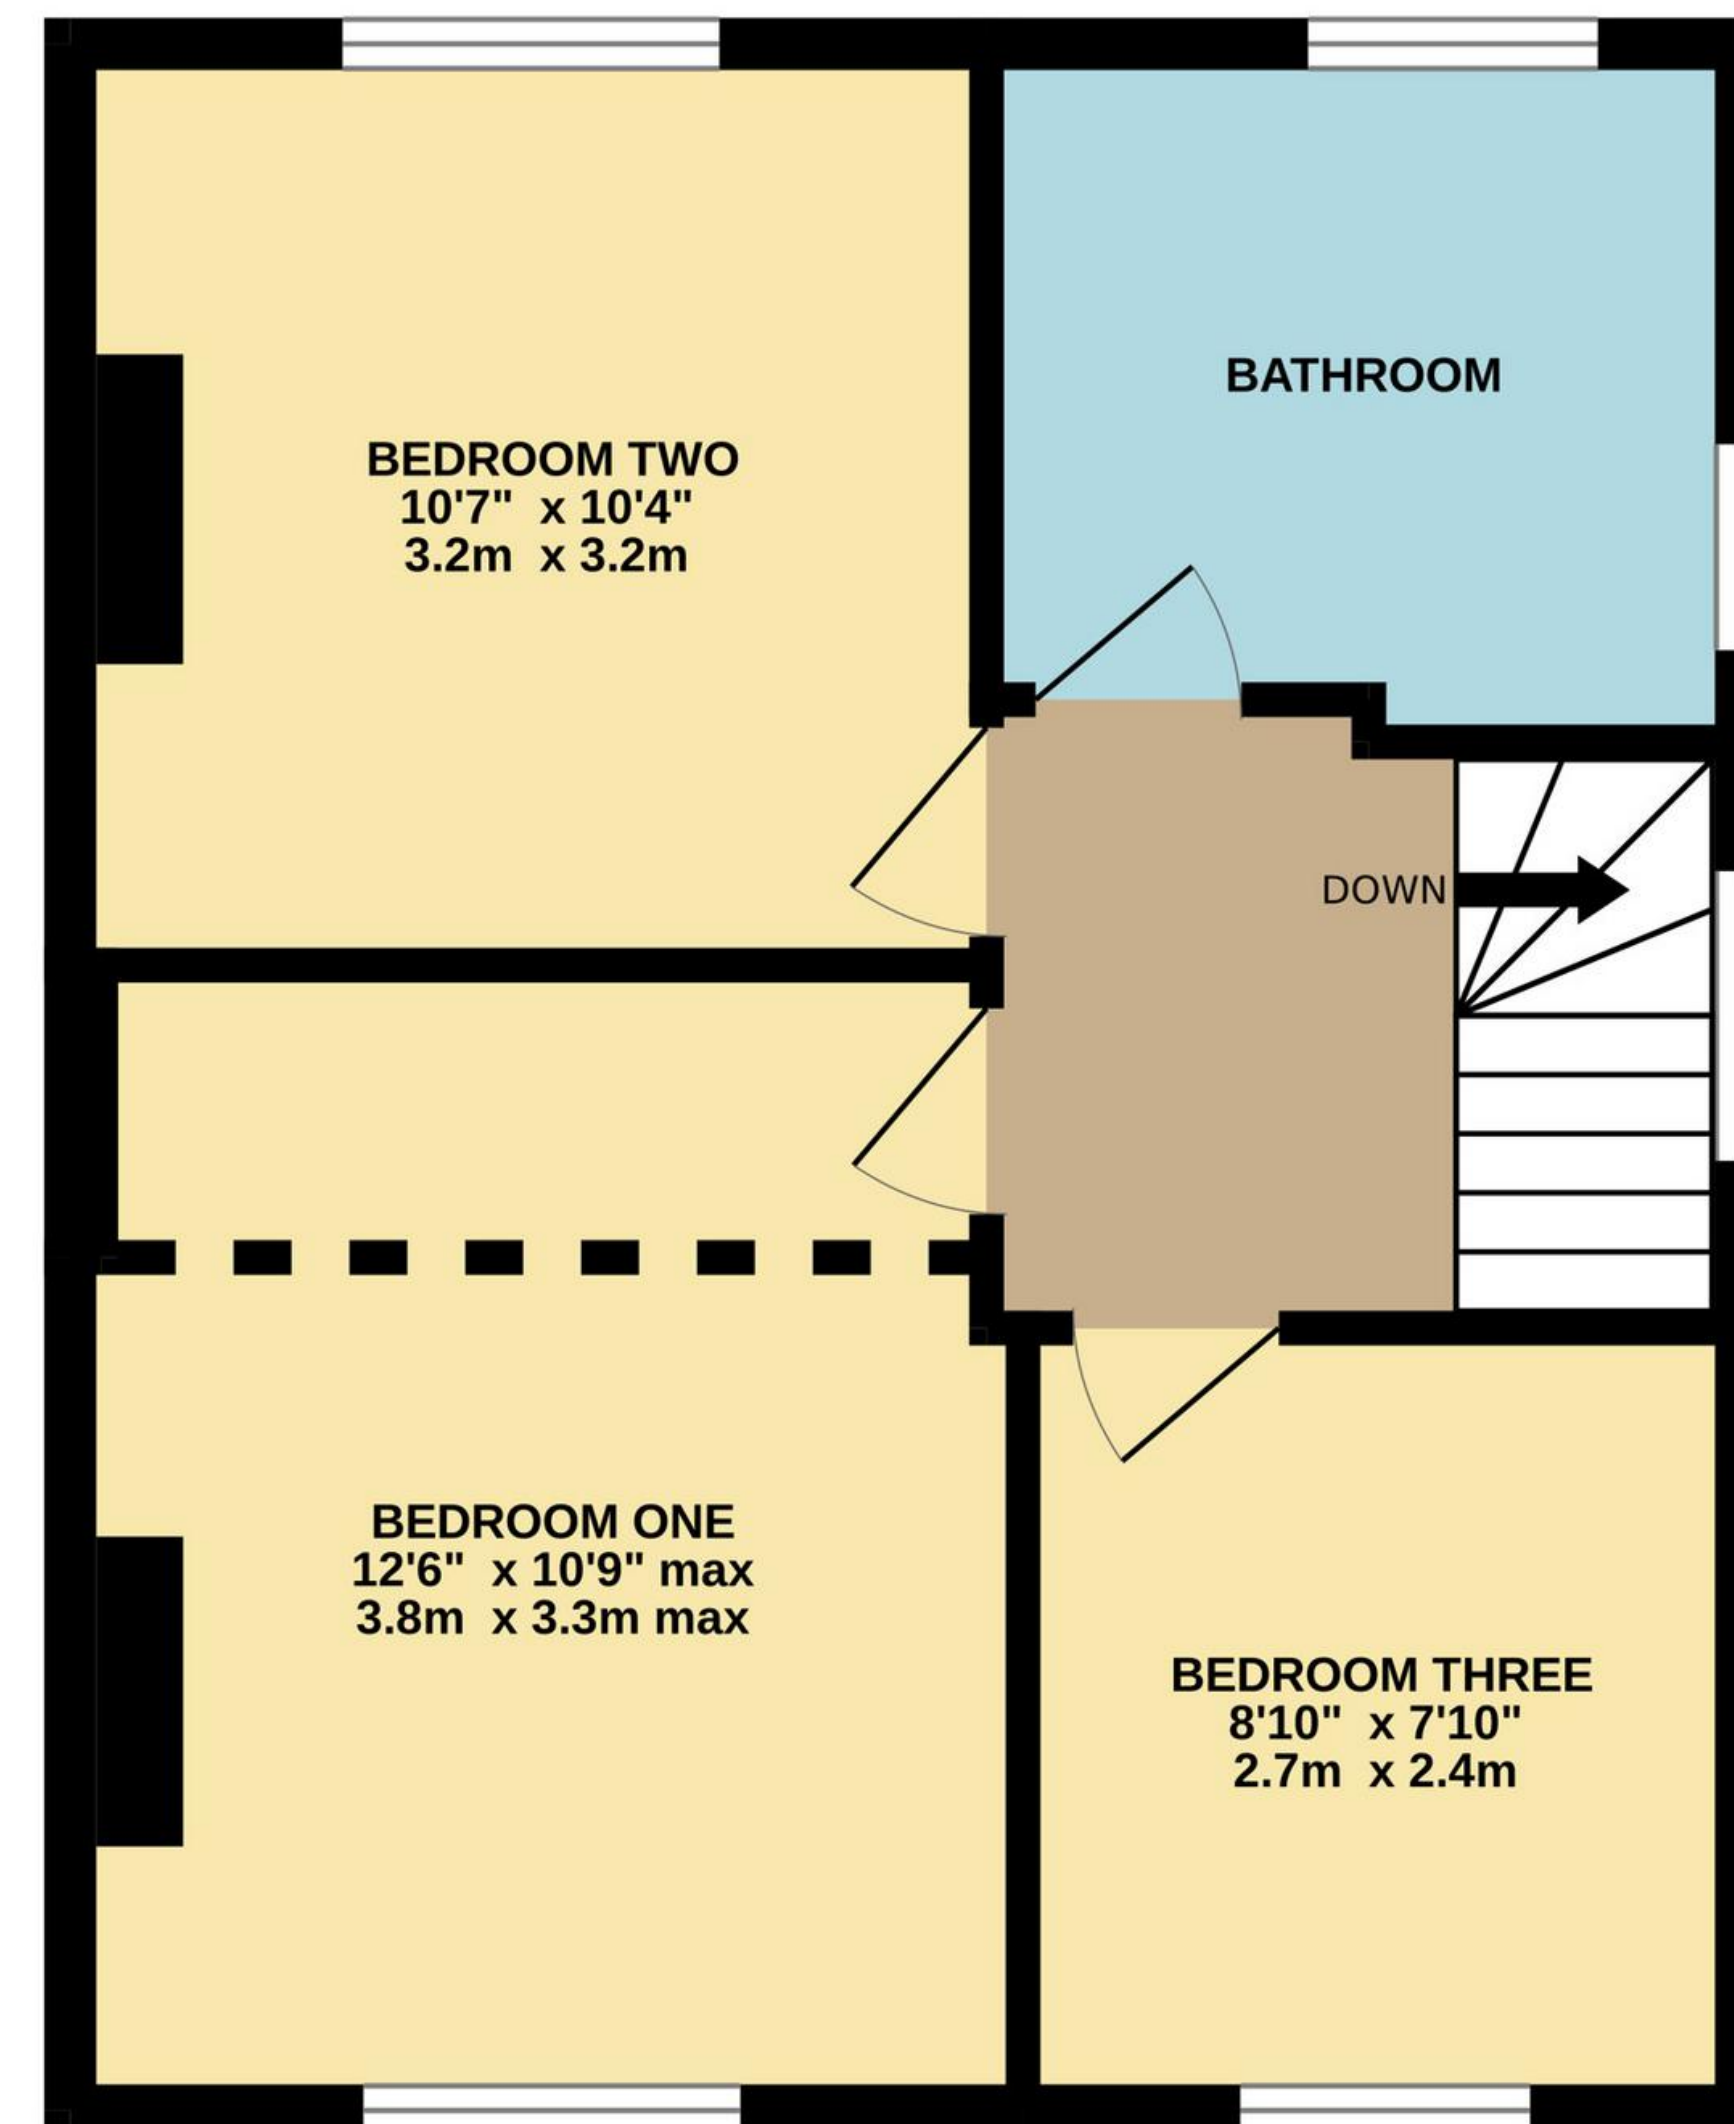 BATHROOM
BEDROOM TWO
10'7" x 10'4"
3.2m x 3.2m
DOWN
BEDROOM ONE
12'6" x 10'9" max
3.8m x 3.3m max
BEDROOM THREE
8'10" x 7'10"
2.7m x 2.4m